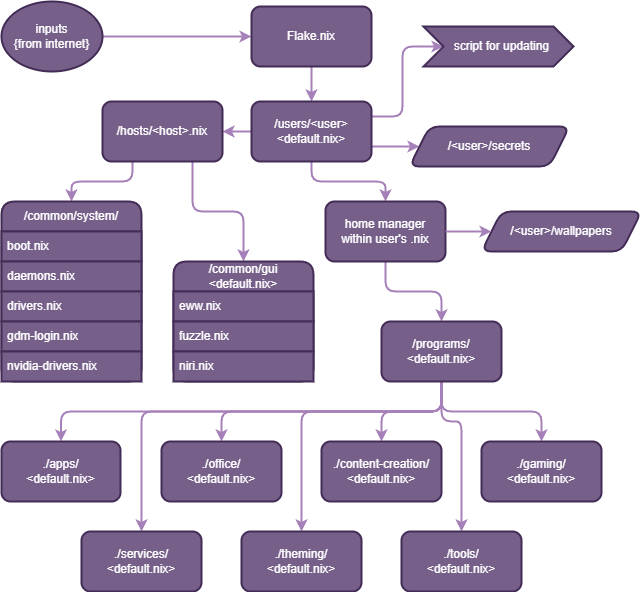 inputs
{from internet}
Flake.nix
script for updating
/hosts/<host>.nix
/users/<user>
<default.nix>
/<user>/secrets
/common/system/
boot.nix
daemons.nix
drivers.nix
gdm-login.nix
nvidia-drivers.nix
/common/gui
<default.nix>
eww.nix
fuzzle.nix
niri.nix
home manager
within user's .nix
/<user>/wallpapers
/programs/
<default.nix>
./apps/
<default.nix>
./office/
<default.nix>
./content-creation/
<default.nix>
./gaming/
<default.nix>
./services/
<default.nix>
./theming/
<default.nix>
./tools/
<default.nix>